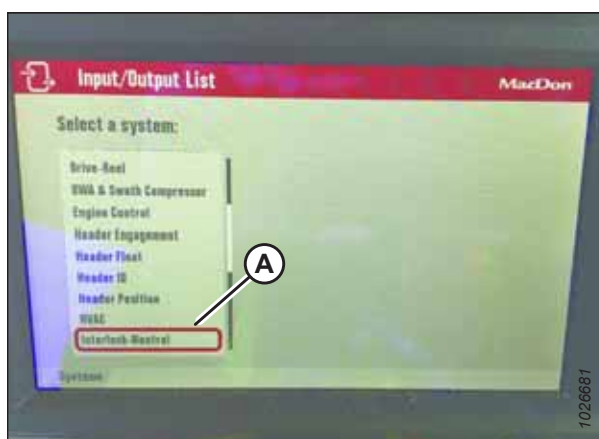 Input/Output List
MacDon
Select a system:
Drive-Reel
DWA & Swath Compressor
Engine Control
Header Engagement
Header Float
Header ID
Header Position
HVAC
Interlock-Neutral
Systems
A
1026681